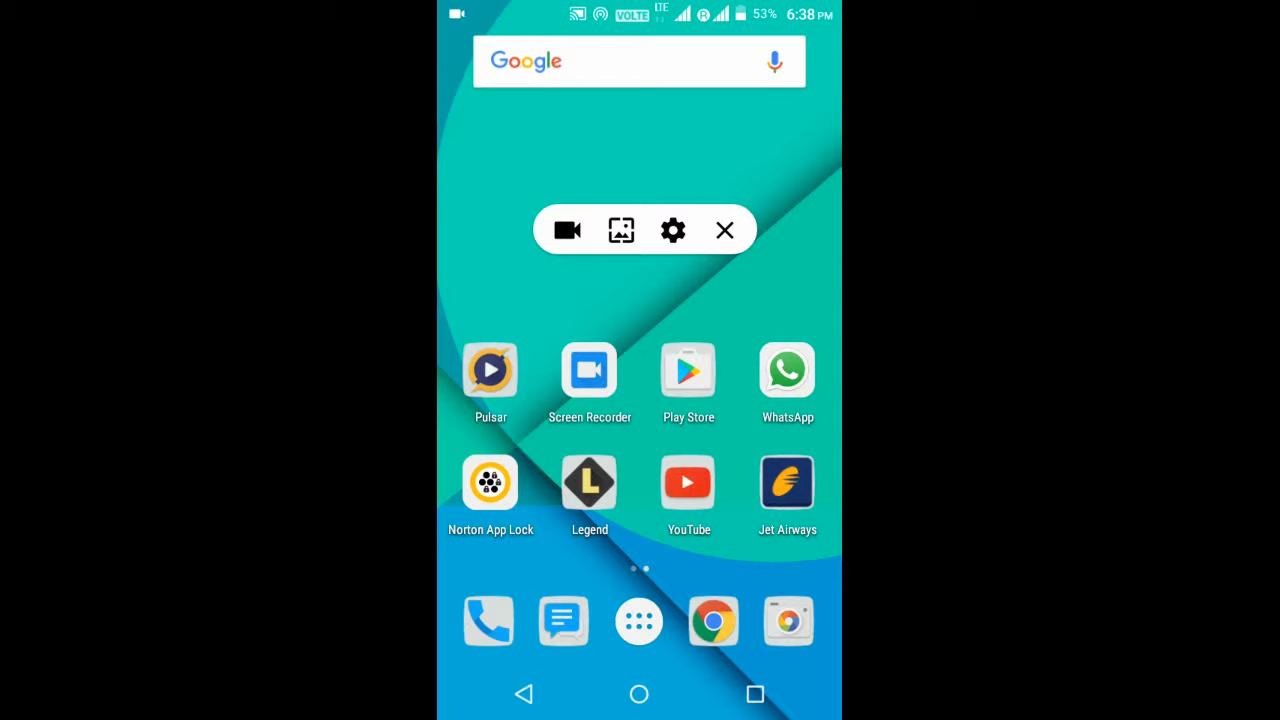 VOLTE LTE R 53% 6:38 PM
Google
Pulsar Screen Recorder Play Store WhatsApp
L
Norton App Lock Legend YouTube Jet Airways